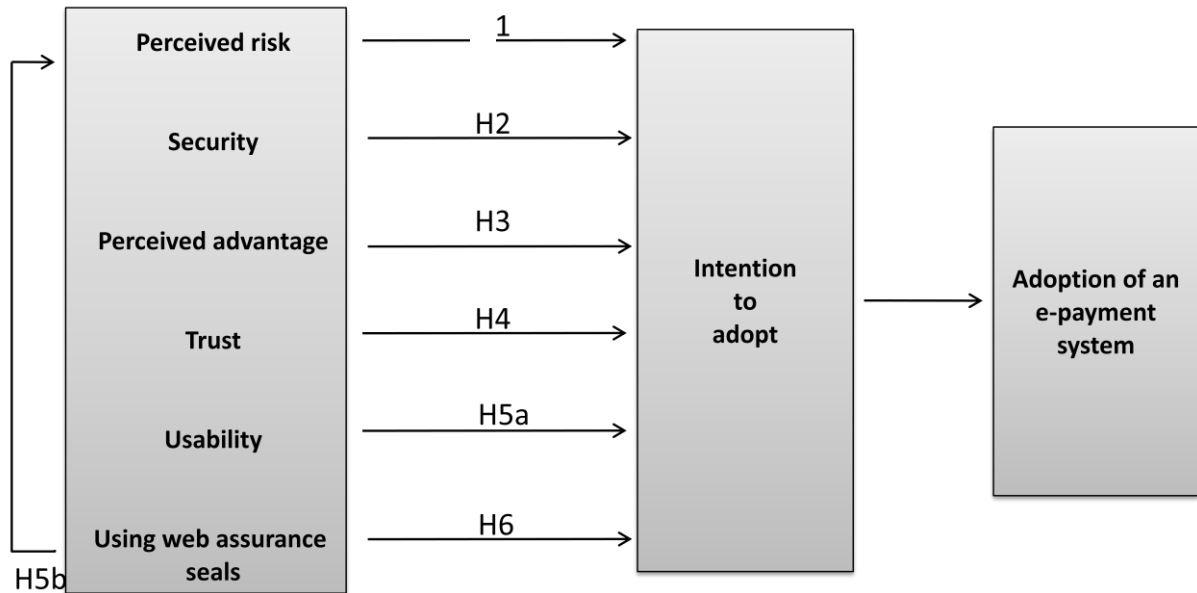 Perceived risk
1
Security
H2
Perceived advantage
H3
Trust
H4
Usability
H5a
Using web assurance
seals
H6
H5b
Intention
to
adopt
Adoption of an
e-payment
system